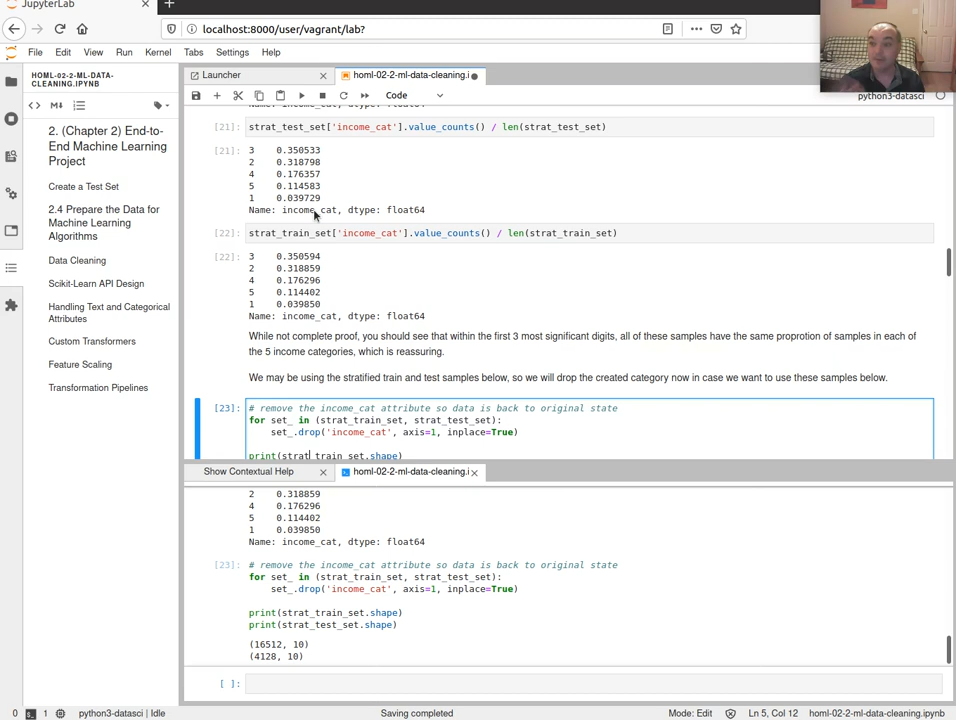 JupyterLab
localhost:8000/user/vagrant/lab?
File Edit View Run Kernel Tabs Settings Help
HOML-02-2-ML-DATA-
CLEANING.IPYNB
2. (Chapter 2) End-to-
End Machine Learning
Project
Create a Test Set
2.4 Prepare the Data for
Machine Learning
Algorithms
Data Cleaning
Scikit-Learn API Design
Handling Text and Categorical
Attributes
Custom Transformers
Feature Scaling
Transformation Pipelines
Launcher
homl-02-2-ml-data-cleaning.i
Code
python3-datasci
Name: income_cat, dtype: float64
[21]: strat_test_set['income_cat'].value_counts() / len(strat_test_set)
[21]: 3 0.350533
2 0.318798
4 0.176357
5 0.114583
1 0.039729
Name: income_cat, dtype: float64
[22]: strat_train_set['income_cat'].value_counts() / len(strat_train_set)
[22]: 3 0.350594
2 0.318859
4 0.176296
5 0.114402
1 0.039850
Name: income_cat, dtype: float64
While not complete proof, you should see that within the first 3 most significant digits, all of these samples have the same proprotion of samples in each of
the 5 income categories, which is reassuring.
We may be using the stratified train and test samples below, so we will drop the created category now in case we want to use these samples below.
[23]: # remove the income_cat attribute so data is back to original state
for set_ in (strat_train_set, strat_test_set):
set_.drop('income_cat', axis=1, inplace=True)
print(strat_train_set.shape)
Show Contextual Help
homl-02-2-ml-data-cleaning.i
2 0.318859
4 0.176296
5 0.114402
1 0.039850
Name: income_cat, dtype: float64
[23]: # remove the income_cat attribute so data is back to original state
for set_ in (strat_train_set, strat_test_set):
set_.drop('income_cat', axis=1, inplace=True)
print(strat_train_set.shape)
print(strat_test_set.shape)
(16512, 10)
(4128, 10)
[ ]:
0 1 python3-datasci | Idle Saving completed Mode: Edit Ln 5, Col 12 homl-02-2-ml-data-cleaning.ipynb